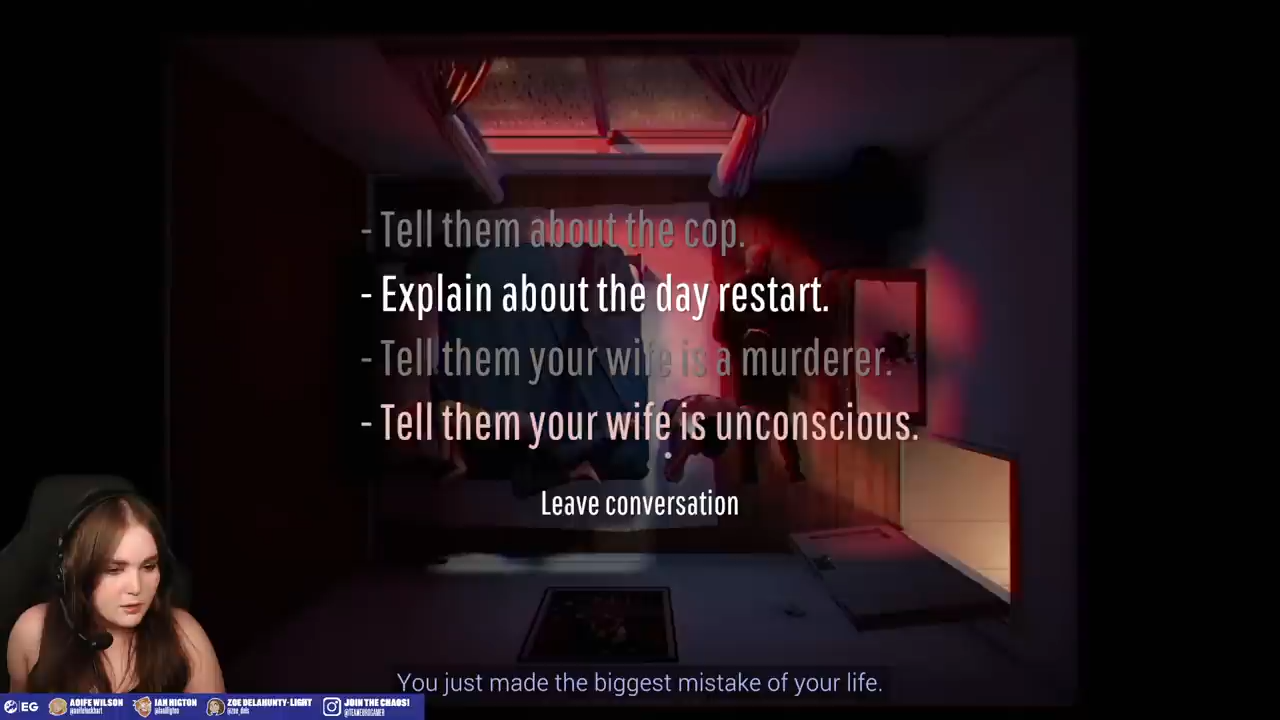 - Tell them about the cop.
- Explain about the day restart.
- Tell them your wife is a murderer.
- Tell them your wife is unconscious.
Leave conversation
You just made the biggest mistake of your life.
EG
AOIFE WILSON
IAN HIGTON
ZOE DELAHUNTY-LIGHT
JOIN THE CHAOS!
@TEAMEUROGAMER